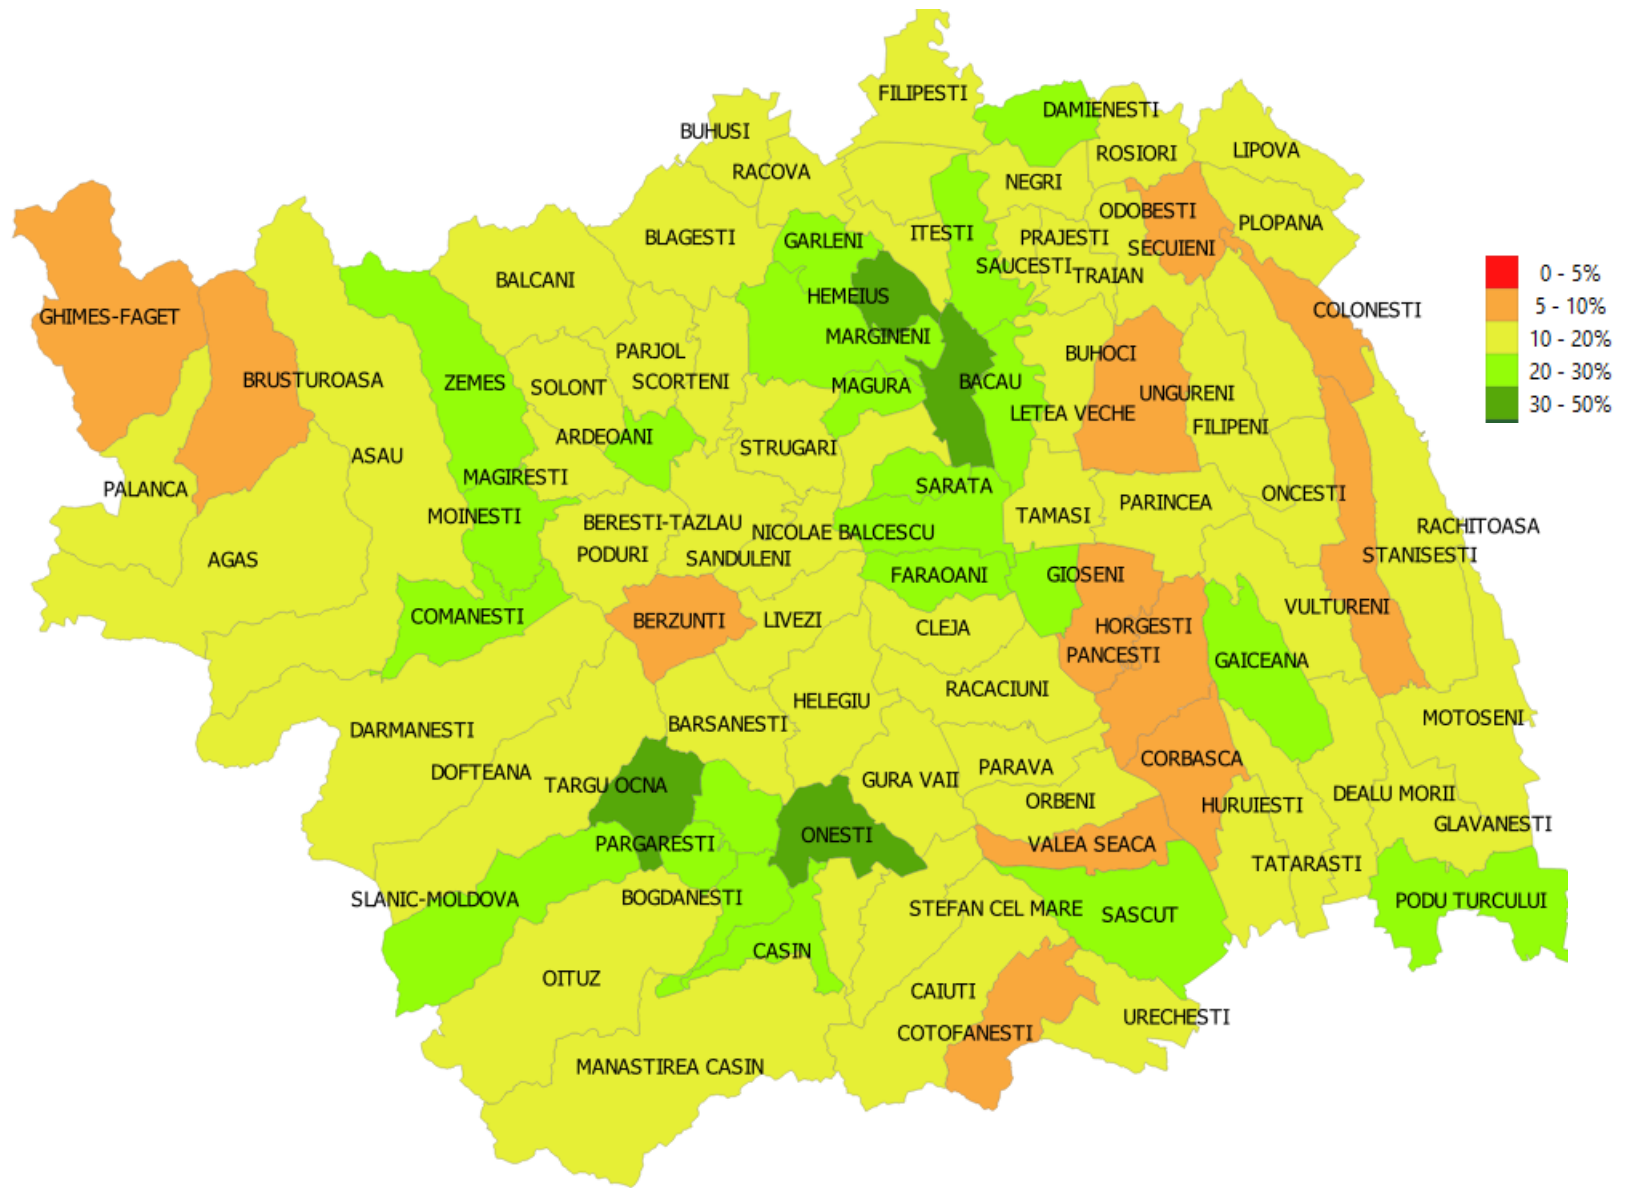 FILIPESTI
DAMIENESTI
BUHUSI
ROSIORI
LIPOVA
RACOVA
NEGRI
ODOBESTI
PLOPANA
BLAGESTI
GARLENI
ITESTI
PRAJESTI
SECUIENI
BALCANI
SAUCESTI
TRAIAN
0 - 5%
HEMEIUS
5 - 10%
GHIMES-FAGET
COLONESTI
MARGINENI
10 - 20%
PARJOL
BUHOCI
20 - 30%
BRUSTUROASA
ZEMES
SOLONT
SCORTENI
MAGURA
BACAU
UNGURENI
30 - 50%
LETEA VECHE
FILIPENI
ARDEOANI
STRUGARI
ASAU
MAGIRESTI
PALANCA
SARATA
ONCESTI
MOINESTI
TAMASI
PARINCEA
BERESTI-TAZLAU
NICOLAE BALCESCU
RACHITOASA
AGAS
PODURI
SANDULENI
STANISESTI
FARAOANI
GIOSENI
COMANESTI
BERZUNTI
LIVEZI
CLEJA
HORGESTI
VULTURENI
PANCESTI
GAICEANA
HELEGIU
RACACIUNI
DARMANESTI
BARSANESTI
MOTOSENI
DOFTEANA
TARGU OCNA
GURA VAII
PARAVA
CORBASCA
ORBENI
HURUIESTI
DEALU MORII
PARGARESTI
ONESTI
VALEA SEACA
GLAVANESTI
TATARASTI
SLANIC-MOLDOVA
BOGDANESTI
STEFAN CEL MARE
SASCUT
PODU TURCULUI
CASIN
OITUZ
CAIUTI
COTOFANESTI
URECHESTI
MANASTIREA CASIN